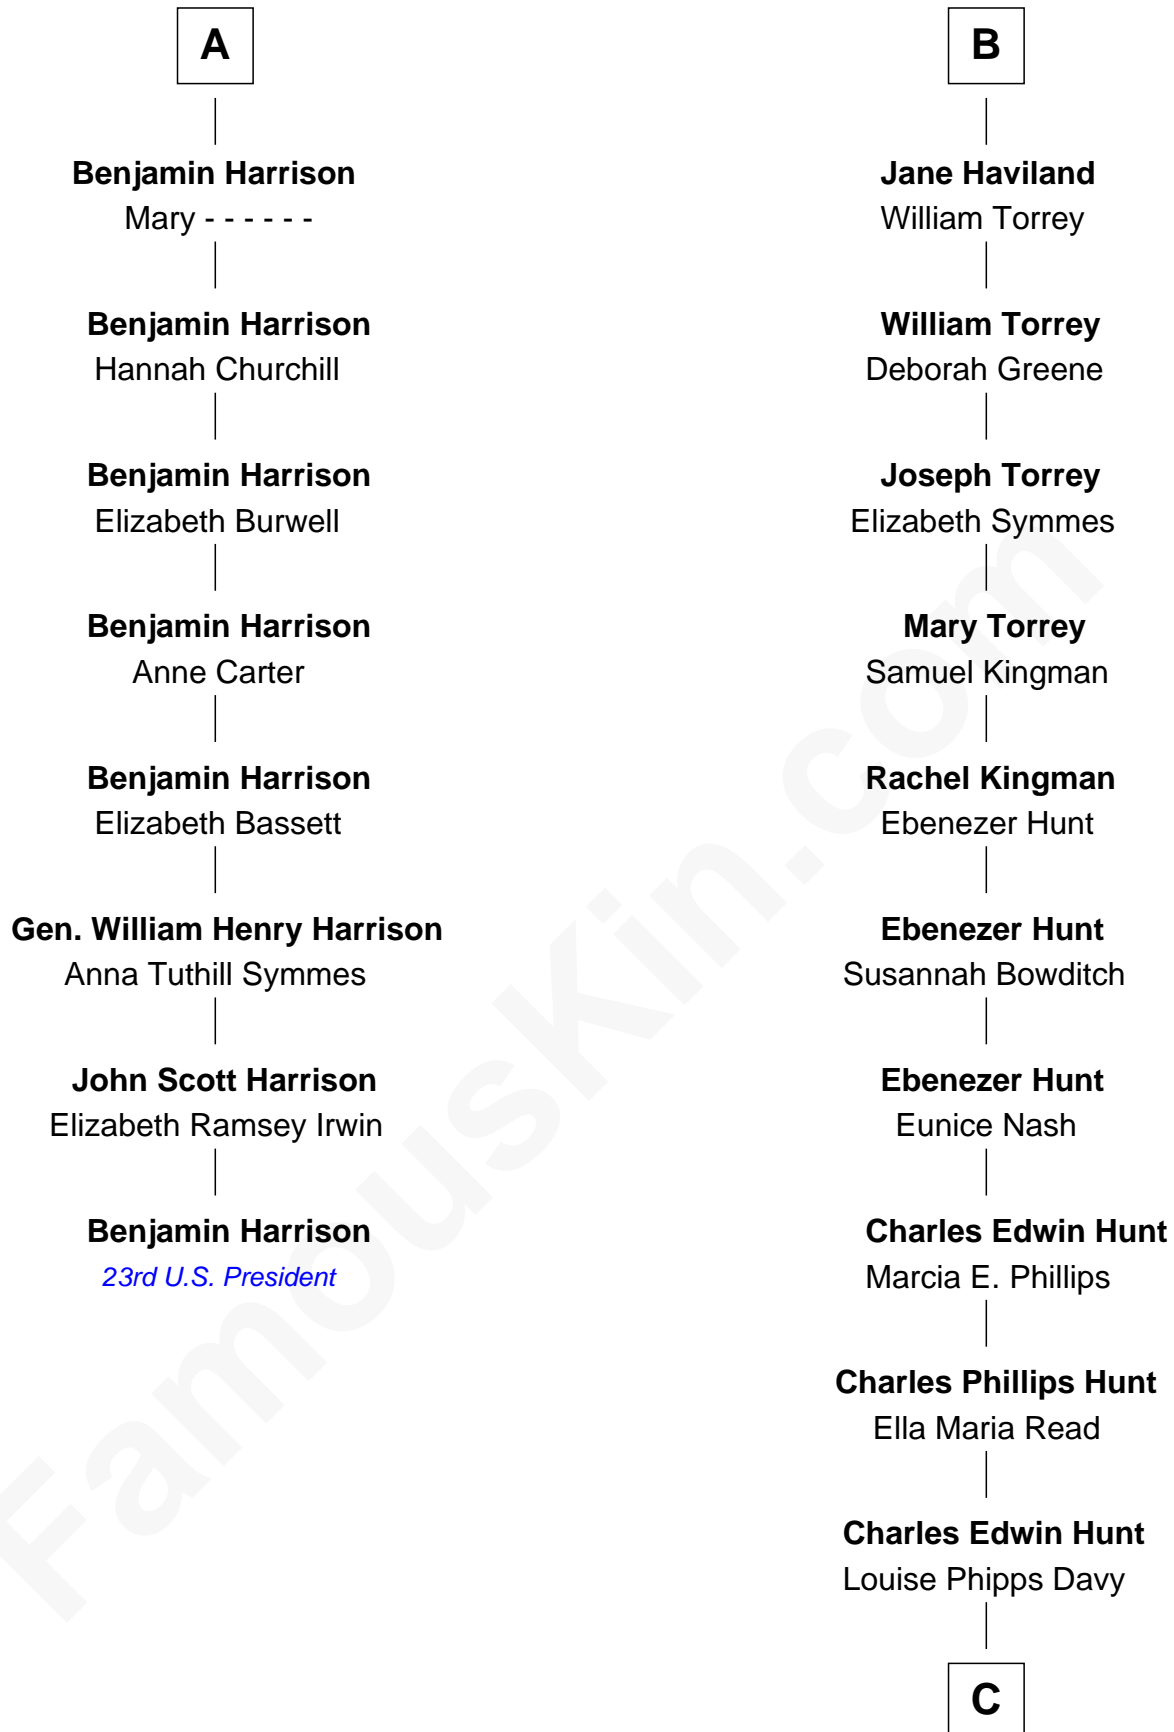 A
Benjamin Harrison
Mary - - - - - -
Benjamin Harrison
Hannah Churchill
Benjamin Harrison
Elizabeth Burwell
Benjamin Harrison
Anne Carter
Benjamin Harrison
Elizabeth Bassett
Gen. William Henry Harrison
Anna Tuthill Symmes
John Scott Harrison
Elizabeth Ramsey Irwin
Benjamin Harrison
23rd U.S. President
B
Jane Haviland
William Torrey
William Torrey
Deborah Greene
Joseph Torrey
Elizabeth Symmes
Mary Torrey
Samuel Kingman
Rachel Kingman
Ebenezer Hunt
Ebenezer Hunt
Susannah Bowditch
Ebenezer Hunt
Eunice Nash
Charles Edwin Hunt
Marcia E. Phillips
Charles Phillips Hunt
Ella Maria Read
Charles Edwin Hunt
Louise Phipps Davy
C
FamousKin.com